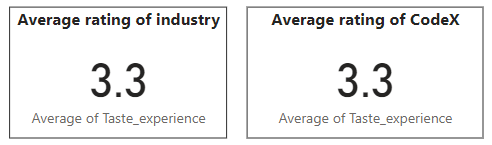 Average rating of industry
3.3
Average of Taste_experience
Average rating of CodeX
3.3
Average of Taste_experience